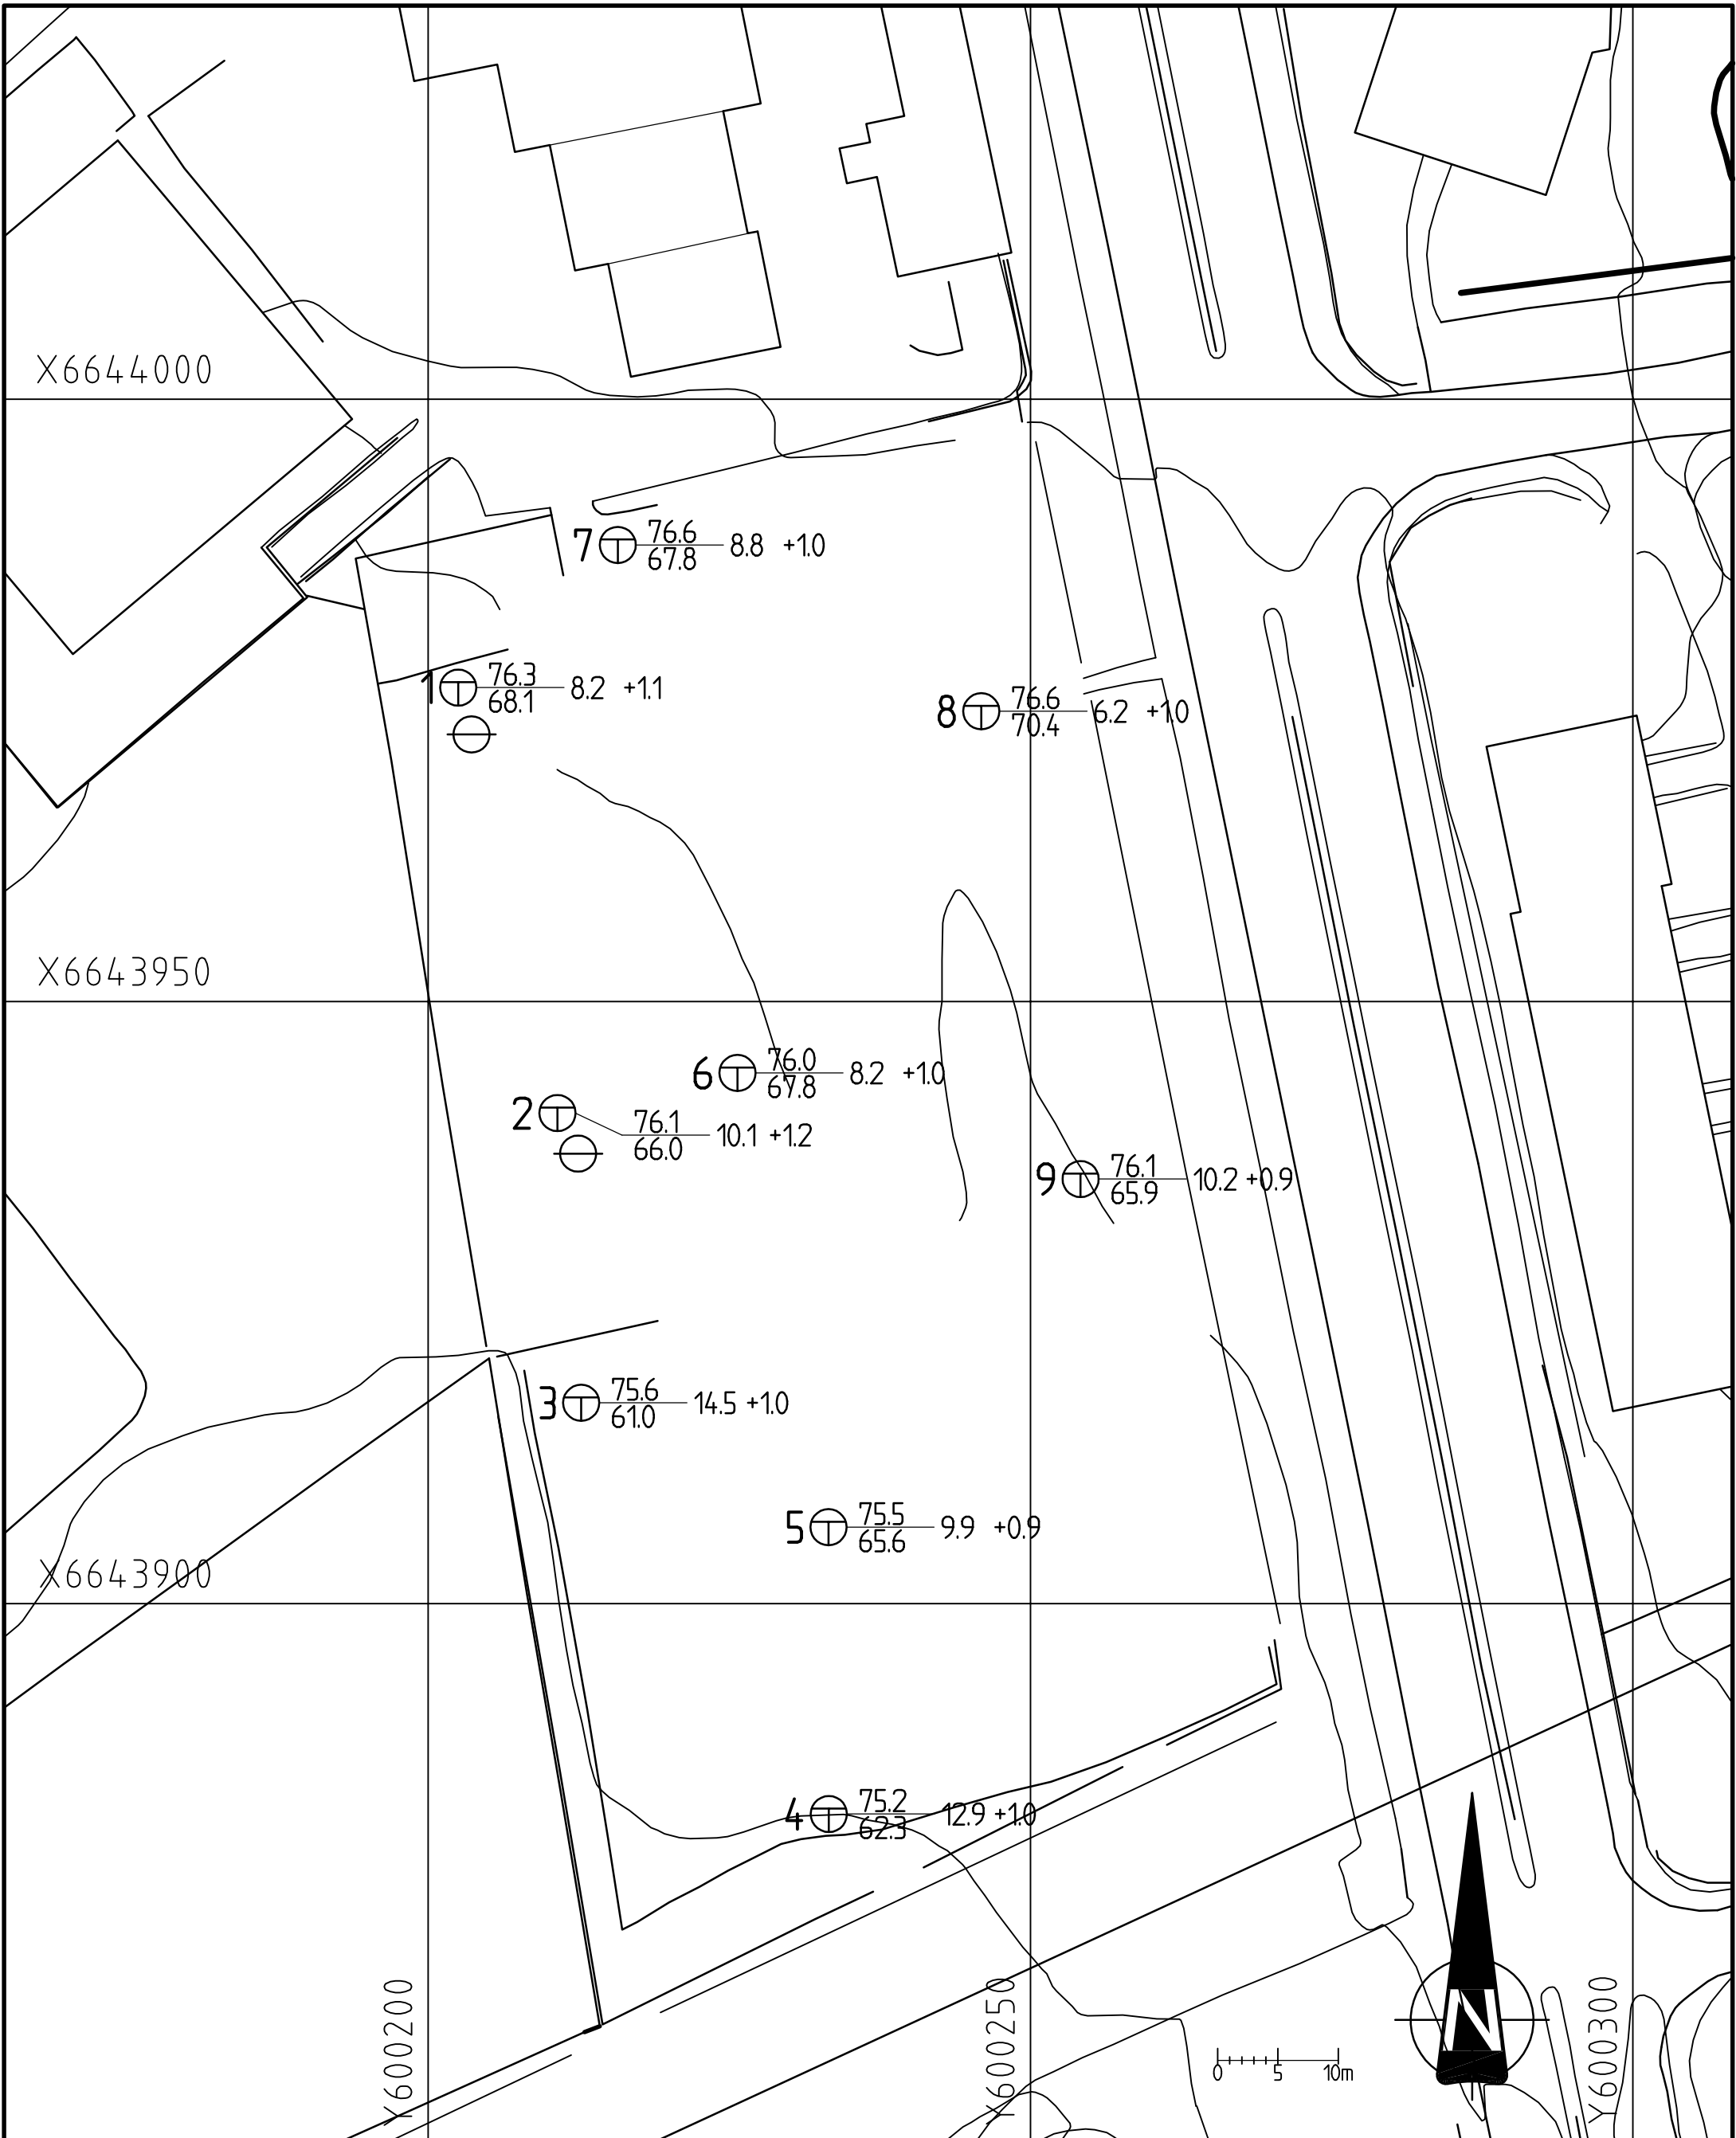 X6644000
7 76.6 8.8 +1.0
67.8
1 76.3 8.2 +1.1
68.1
8 76.6 6.2 +1.0
70.4
X6643950
6 76.0 8.2 +1.0
67.8
2 76.1 10.1 +1.2
66.0
9 76.1 10.2 +0.9
65.9
3 75.6 14.5 +1.0
61.0
5 75.5 9.9 +0.9
65.6
X6643900
4 75.2 12.9 +1.0
62.3
Y600200
Y600250
Y600300
N
0 5 10m